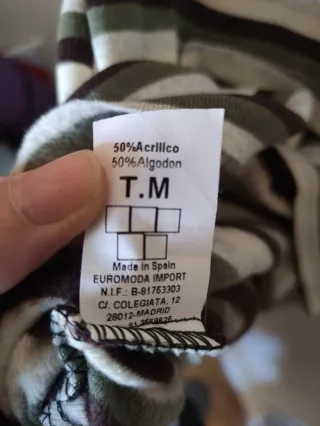 50%Acrilico
50%Algodon
T.M
Made in Spain
EUROMODA IMPORT
N.I.F.: B-81753303
C/. COLEGIATA, 12
28012-MADRID